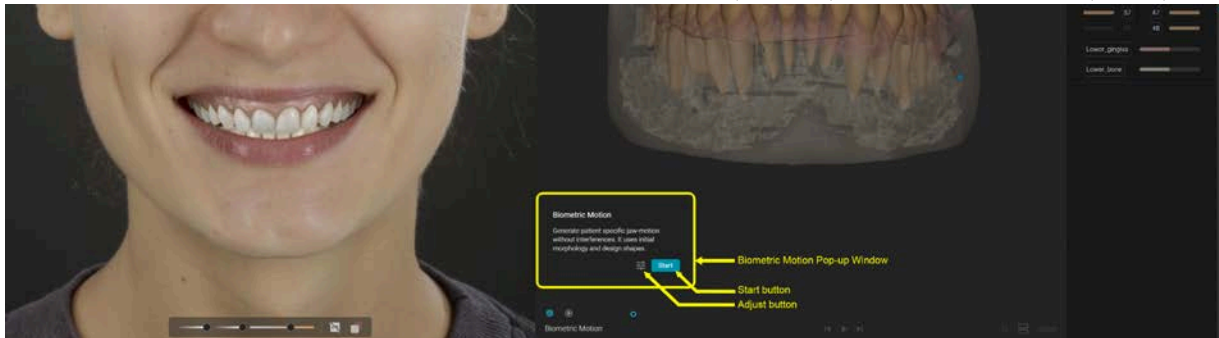 37 47
48
Lower_gingiva
Lower_bone
Biometric Motion
Generate patient specific jaw-motion
without interferences. It uses initial
morphology and design shapes.
Start
Biometric Motion Pop-up Window
Start button
Adjust button
Biometric Motion